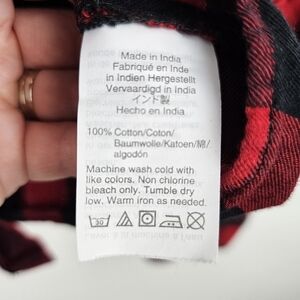 Made in India
Fabriqué en Inde
in Indien Hergestellt
Vervaardigd in India
インド製
Hecho en India
100% Cotton/Coton/
Baumwolle/Katoen/綿/
algodón
Machine wash cold with
like colors. Non chlorine
bleach only. Tumble dry
low. Warm iron as needed.
30